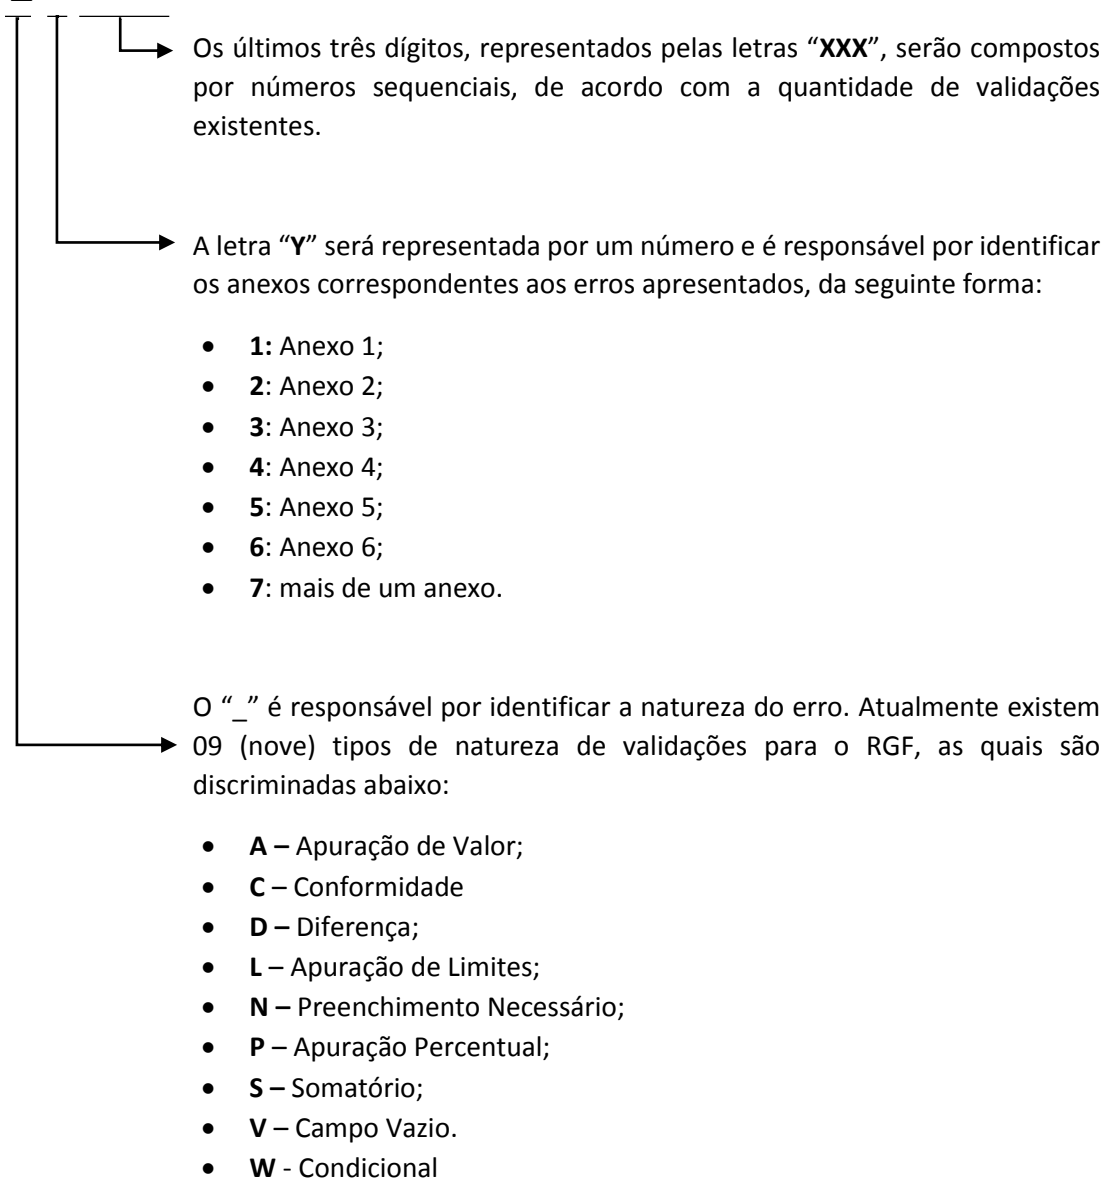 Os últimos três dígitos, representados pelas letras “XXX”, serão compostos
por números sequenciais, de acordo com a quantidade de validações
existentes.
A letra “Y” será representada por um número e é responsável por identificar
os anexos correspondentes aos erros apresentados, da seguinte forma:
• 1: Anexo 1;
• 2: Anexo 2;
• 3: Anexo 3;
• 4: Anexo 4;
• 5: Anexo 5;
• 6: Anexo 6;
• 7: mais de um anexo.
O “_” é responsável por identificar a natureza do erro. Atualmente existem
09 (nove) tipos de natureza de validações para o RGF, as quais são
discriminadas abaixo:
• A – Apuração de Valor;
• C – Conformidade
• D – Diferença;
• L – Apuração de Limites;
• N – Preenchimento Necessário;
• P – Apuração Percentual;
• S – Somatório;
• V – Campo Vazio.
• W - Condicional